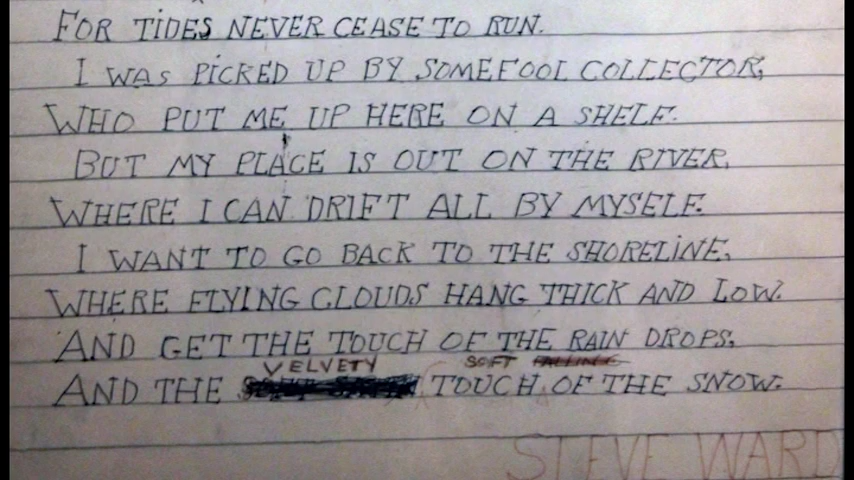 FOR TIDES NEVER CEASE TO RUN.
I WAS PICKED UP BY SOMEFOOL COLLECTOR,
WHO PUT ME UP HERE ON A SHELF.
BUT MY PLACE IS OUT ON THE RIVER,
WHERE I CAN DRIFT ALL BY MYSELF.
I WANT TO GO BACK TO THE SHORELINE,
WHERE FLYING CLOUDS HANG THICK AND LOW.
AND GET THE TOUCH OF THE RAIN DROPS,
VELVETY SOFT FALLING
AND THE TOUCH OF THE SNOW.
STEVE WARD